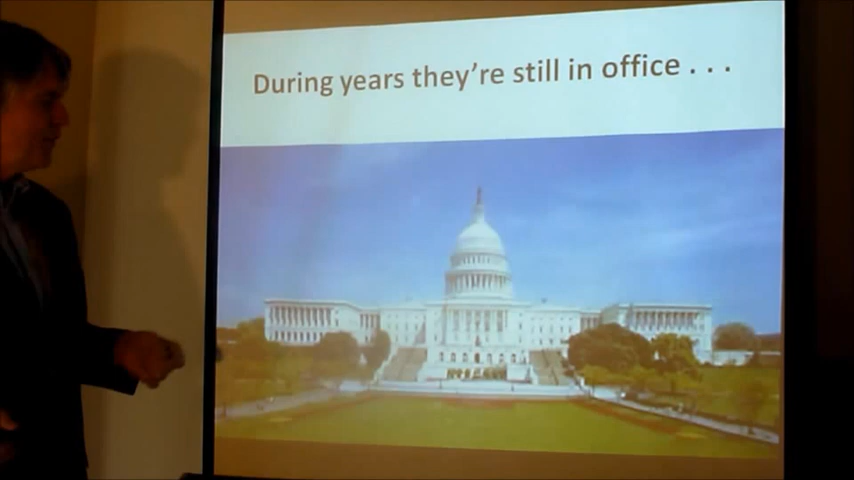 During years they're still in office . . .